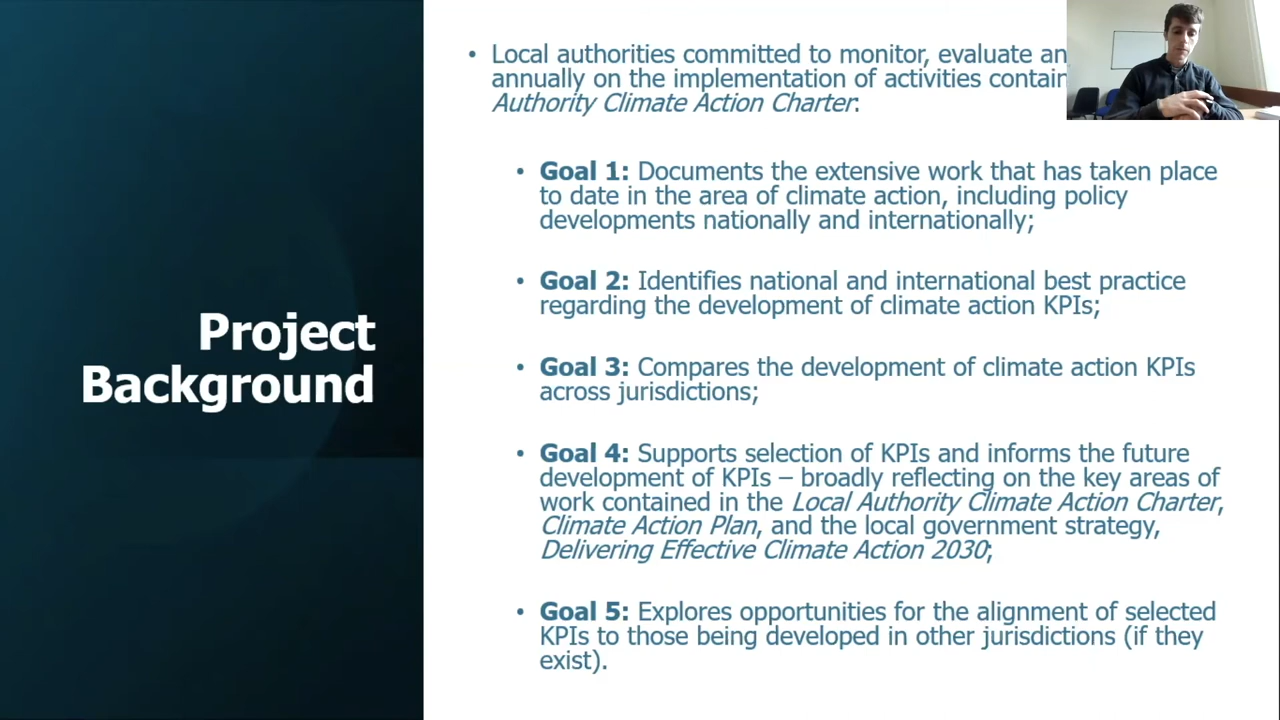 Project
Background
• Local authorities committed to monitor, evaluate an
annually on the implementation of activities contain
Authority Climate Action Charter:
• Goal 1: Documents the extensive work that has taken place
to date in the area of climate action, including policy
developments nationally and internationally;
• Goal 2: Identifies national and international best practice
regarding the development of climate action KPIs;
• Goal 3: Compares the development of climate action KPIs
across jurisdictions;
• Goal 4: Supports selection of KPIs and informs the future
development of KPIs – broadly reflecting on the key areas of
work contained in the Local Authority Climate Action Charter,
Climate Action Plan, and the local government strategy,
Delivering Effective Climate Action 2030;
• Goal 5: Explores opportunities for the alignment of selected
KPIs to those being developed in other jurisdictions (if they
exist).